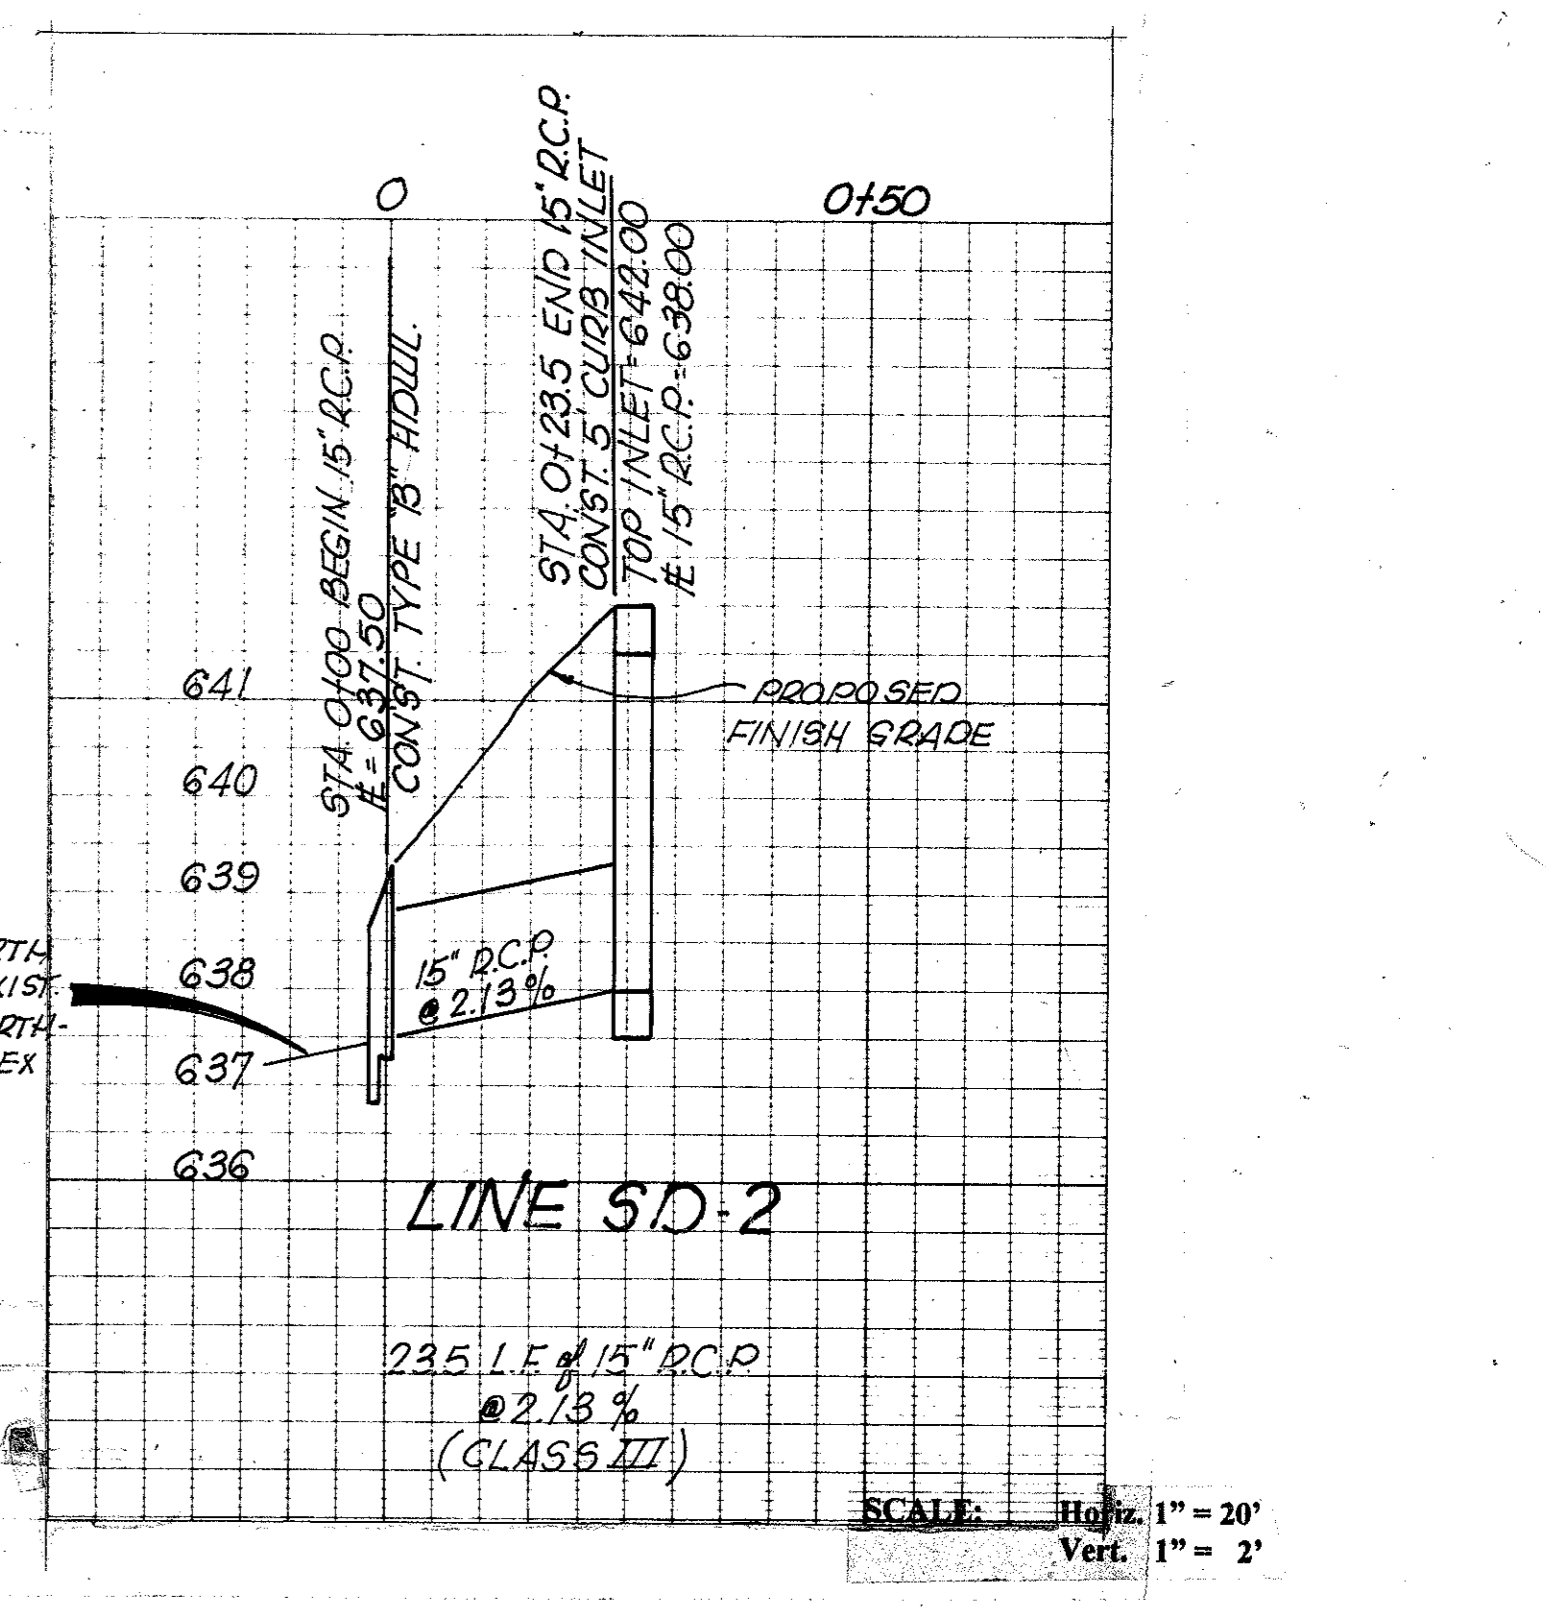 0
0+50
STA. 0+00 BEGIN 15" R.C.P.
℄ = 637.50
CONST. TYPE "B" HDWL.
STA. 0+23.5 END 15" R.C.P.
CONST. 5' CURB INLET
TOP INLET = 642.00
℄ 15" R.C.P. = 638.00
641
640
639
638
637
636
PROPOSED
FINISH GRADE
15" R.C.P.
@ 2.13%
LINE SD-2
23.5 L.F. of 15" R.C.P.
@ 2.13 %
(CLASS III)
SCALE: Horiz. 1" = 20'
Vert. 1" = 2'